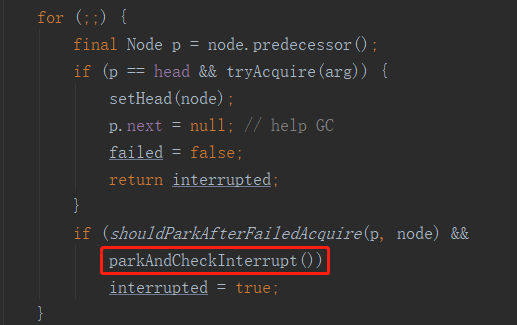 for (;;) {
final Node p = node.predecessor();
if (p == head && tryAcquire(arg)) {
setHead(node);
p.next = null; // help GC
failed = false;
return interrupted;
}
if (shouldParkAfterFailedAcquire(p, node) &&
parkAndCheckInterrupt())
interrupted = true;
}